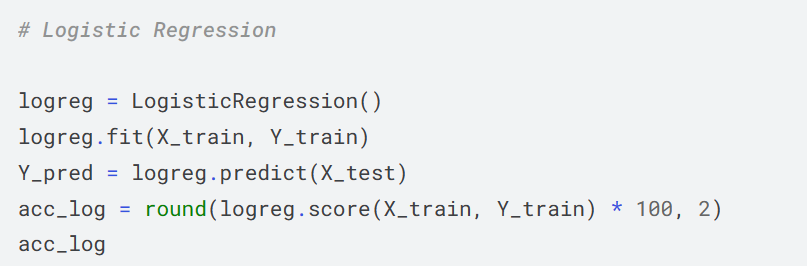 # Logistic Regression
logreg = LogisticRegression()
logreg.fit(X_train, Y_train)
Y_pred = logreg.predict(X_test)
acc_log = round(logreg.score(X_train, Y_train) * 100, 2)
acc_log